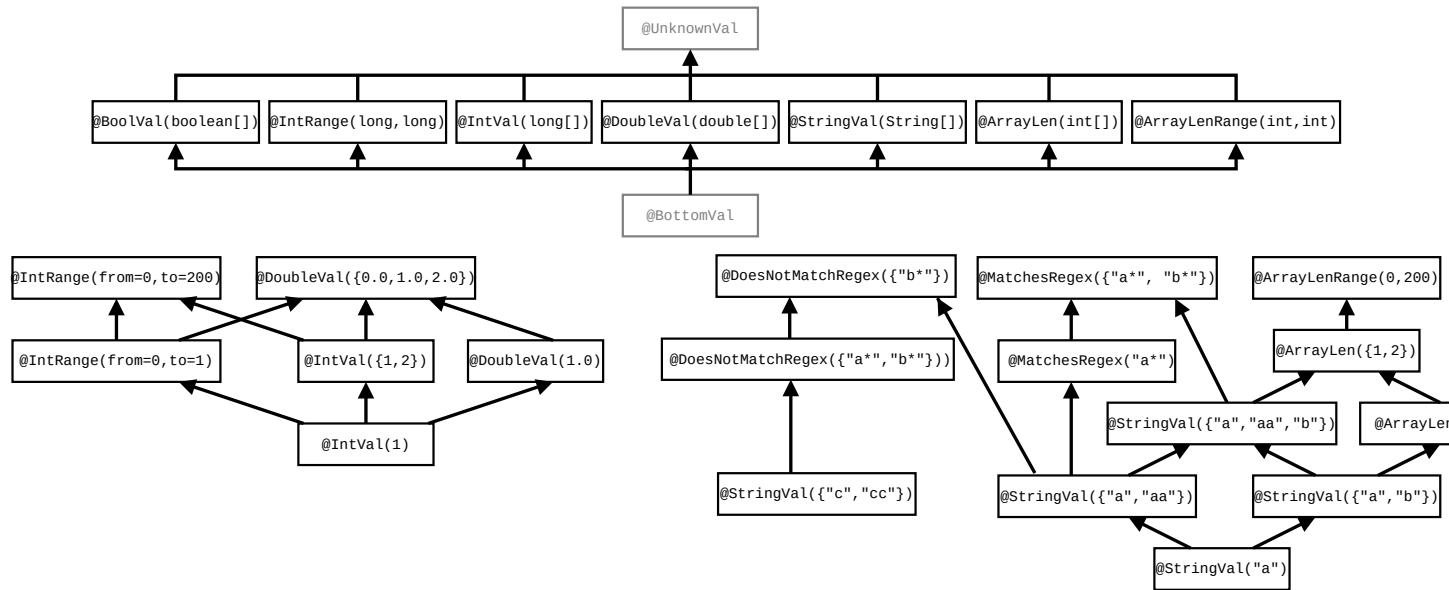 @UnknownVal
@BoolVal(boolean[])
@IntRange(long,long)
@IntVal(long[])
@DoubleVal(double[])
@StringVal(String[])
@ArrayLen(int[])
@ArrayLenRange(int,int)
@BottomVal
@IntRange(from=0,to=200)
@DoubleVal({0.0,1.0,2.0})
@DoesNotMatchRegex({"b*"})
@MatchesRegex({"a*", "b*"})
@ArrayLenRange(0,200)
@IntRange(from=0,to=1)
@IntVal({1,2})
@DoubleVal(1.0)
@DoesNotMatchRegex({"a*","b*"}))
@MatchesRegex("a*")
@ArrayLen({1,2})
@IntVal(1)
@StringVal({"a","aa","b"})
@ArrayLen
@StringVal({"c","cc"})
@StringVal({"a","aa"})
@StringVal({"a","b"})
@StringVal("a")